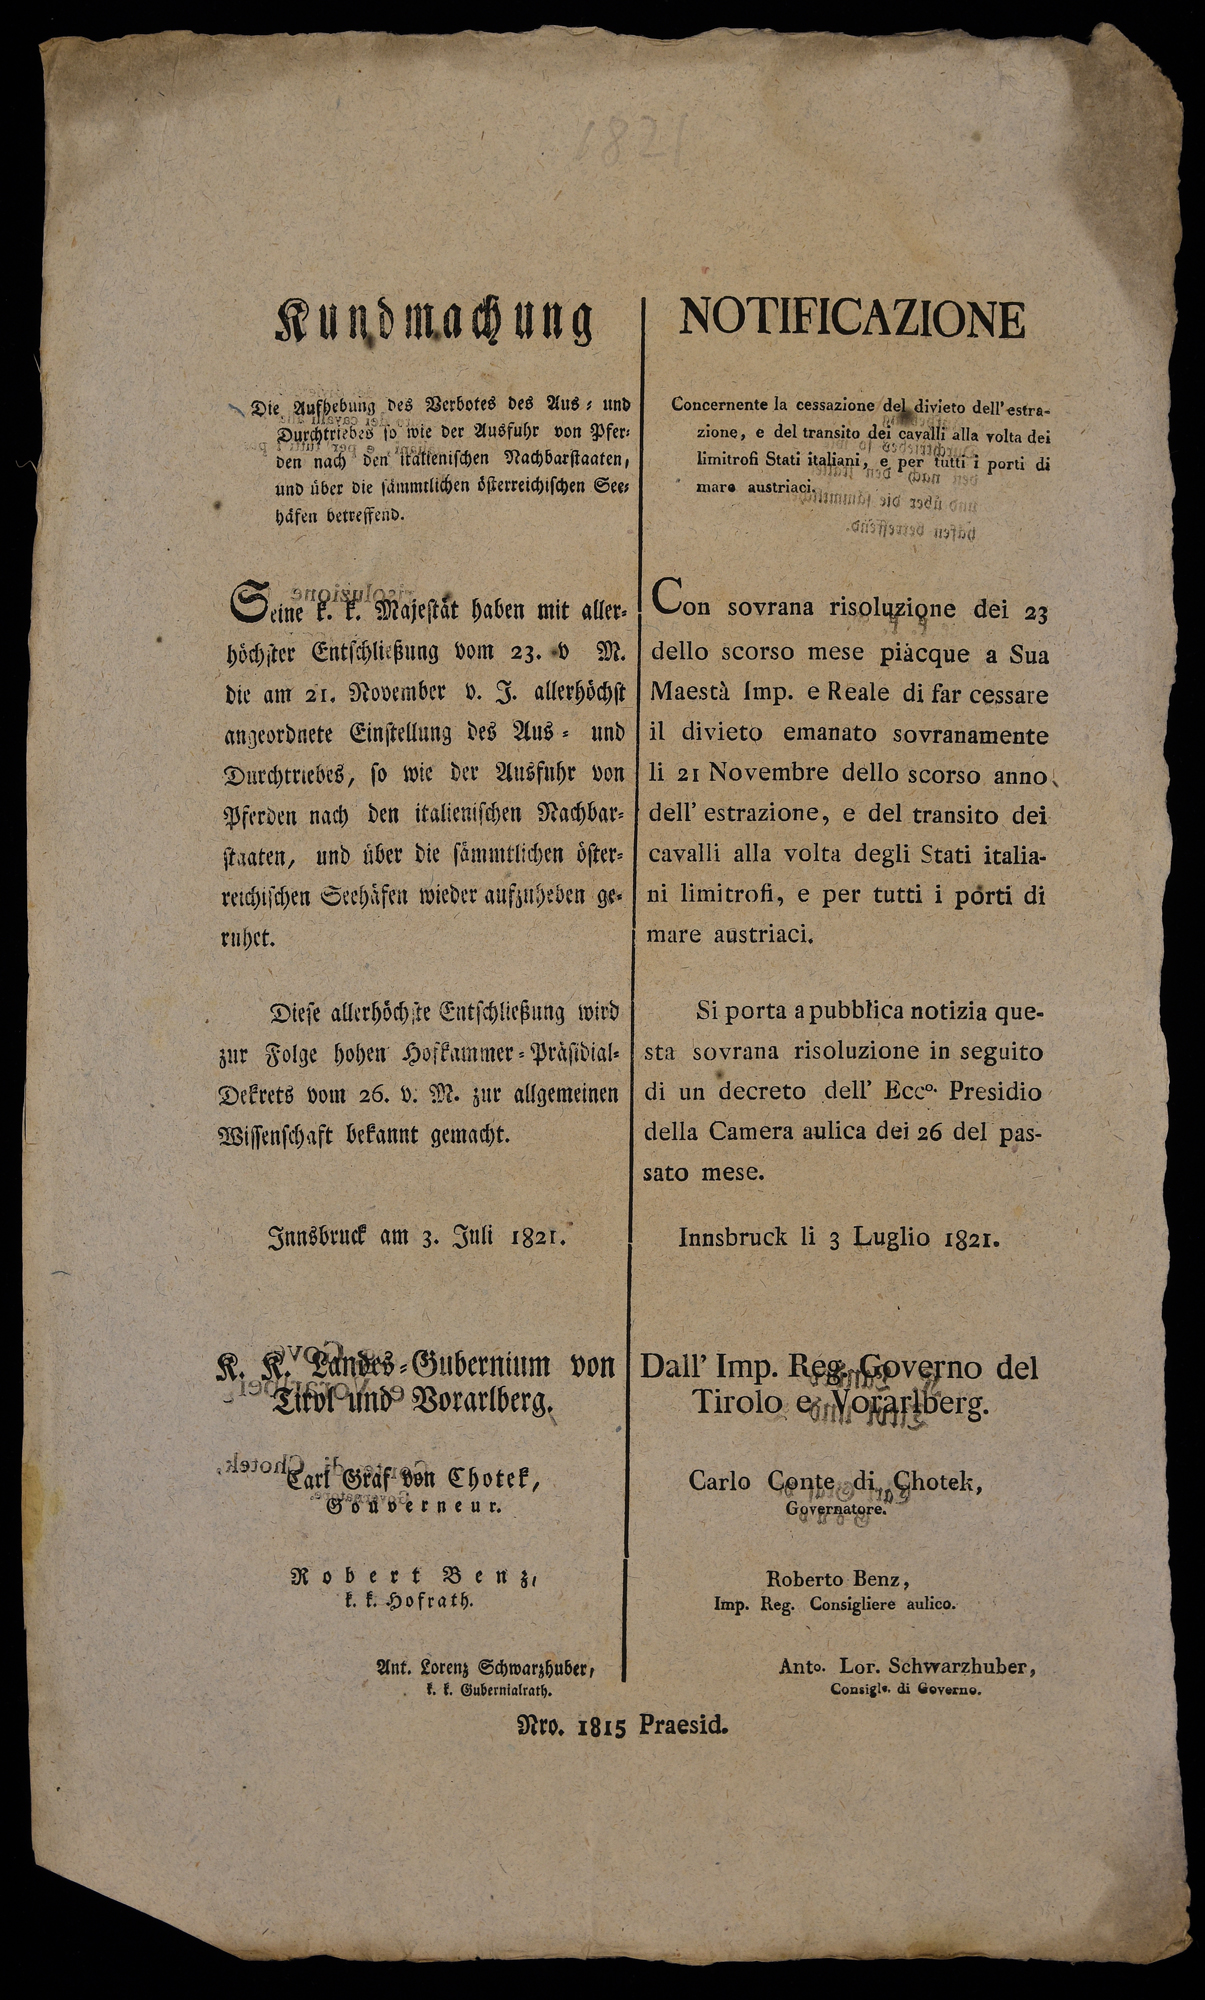 1821
Kundmachung
Die Aufhebung des Verbotes des Aus- und
Durchtriebes so wie der Ausfuhr von Pfer-
den nach den italienischen Nachbarstaaten,
und über die sämmtlichen österreichischen See-
häfen betreffend.
Seine k. k. Majestät haben mit aller-
höchster Entschließung vom 23. v M.
die am 21. November v. J. allerhöchst
angeordnete Einstellung des Aus- und
Durchtriebes, so wie der Ausfuhr von
Pferden nach den italienischen Nachbar-
staaten, und über die sämmtlichen öster-
reichischen Seehäfen wieder aufzuheben ge-
ruhet.
Diese allerhöchste Entschließung wird
zur Folge hohen Hofkammer-Präsidial-
Dekrets vom 26. v. M. zur allgemeinen
Wissenschaft bekannt gemacht.
Innsbruck am 3. Juli 1821.
K. K. Landes-Gubernium von
Tirol und Vorarlberg.
Carl Graf von Chotek,
Gouverneur.
Robert Benz,
k. k. Hofrath.
Ant. Lorenz Schwarzhuber,
k. k. Gubernialrath.
NOTIFICAZIONE
Concernente la cessazione del divieto dell'estra-
zione, e del transito dei cavalli alla volta dei
limitrofi Stati italiani, e per tutti i porti di
mare austriaci.
Con sovrana risoluzione dei 23
dello scorso mese piàcque a Sua
Maestà Imp. e Reale di far cessare
il divieto emanato sovranamente
li 21 Novembre dello scorso anno
dell' estrazione, e del transito dei
cavalli alla volta degli Stati italia-
ni limitrofi, e per tutti i porti di
mare austriaci.
Si porta a pubblica notizia que-
sta sovrana risoluzione in seguito
di un decreto dell' Ecco. Presidio
della Camera aulica dei 26 del pas-
sato mese.
Innsbruck li 3 Luglio 1821.
Dall' Imp. Reg. Governo del
Tirolo e Vorarlberg.
Carlo Conte di Chotek,
Governatore.
Roberto Benz,
Imp. Reg. Consigliere aulico.
Anto. Lor. Schwarzhuber,
Consigle. di Governo.
Nro. 1815 Praesid.